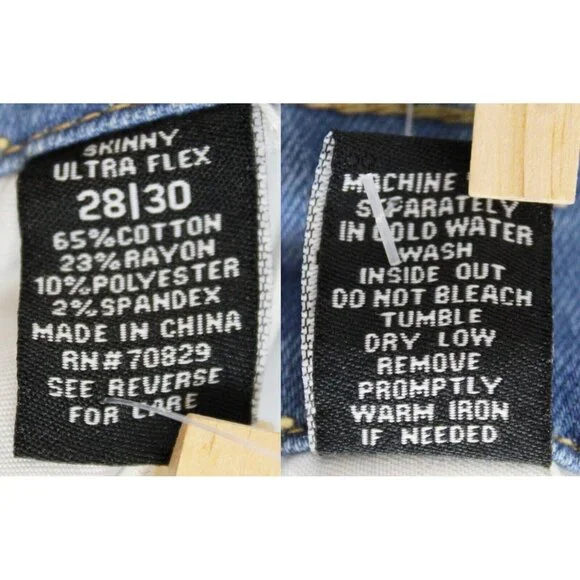 SKINNY
ULTRA FLEX
28|30
65%COTTON
23%RAYON
10%POLYESTER
2%SPANDEX
MADE IN CHINA
RN#70829
SEE REVERSE
FOR CARE
MACHINE
SEPARATELY
IN COLD WATER
WASH
INSIDE OUT
DO NOT BLEACH
TUMBLE
DRY LOW
REMOVE
PROMPTLY
WARM IRON
IF NEEDED